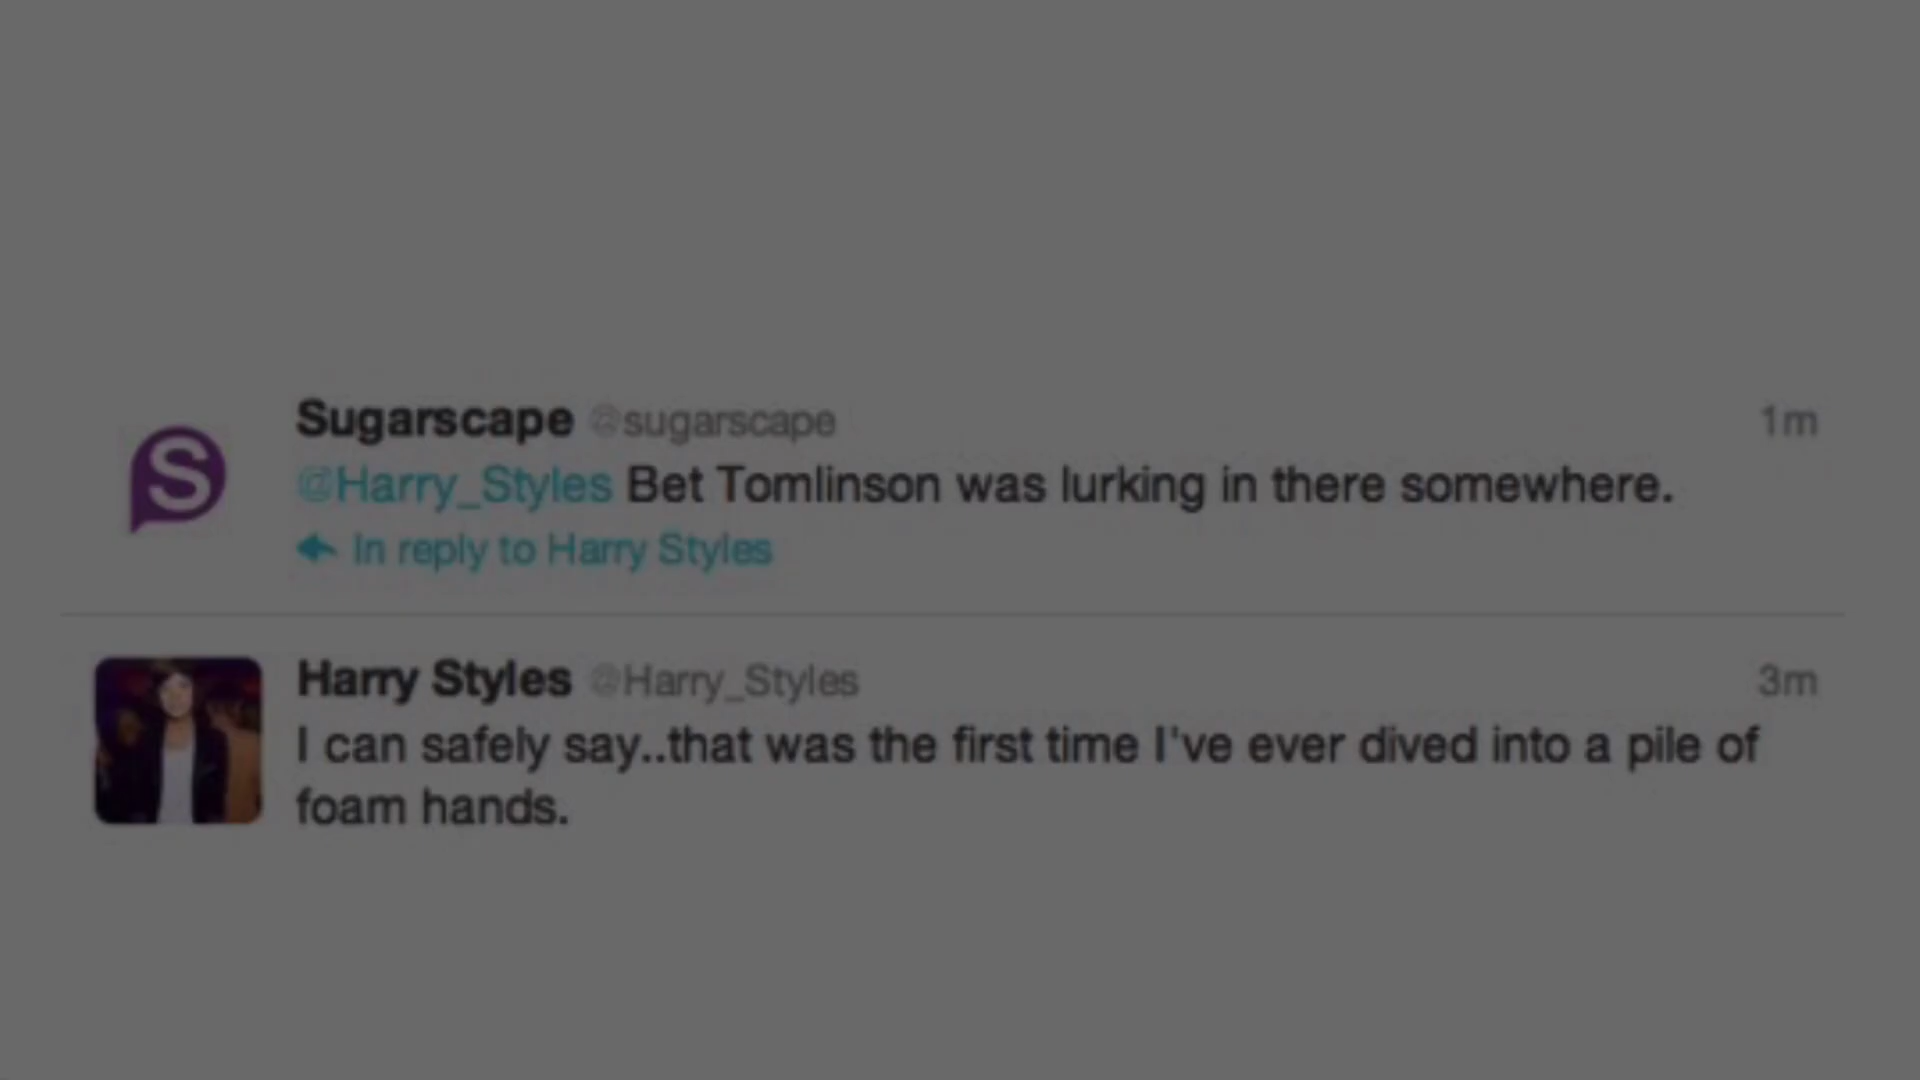 Sugarscape @sugarscape 1m
@Harry_Styles Bet Tomlinson was lurking in there somewhere.
In reply to Harry Styles
Harry Styles @Harry_Styles 3m
I can safely say..that was the first time I've ever dived into a pile of
foam hands.